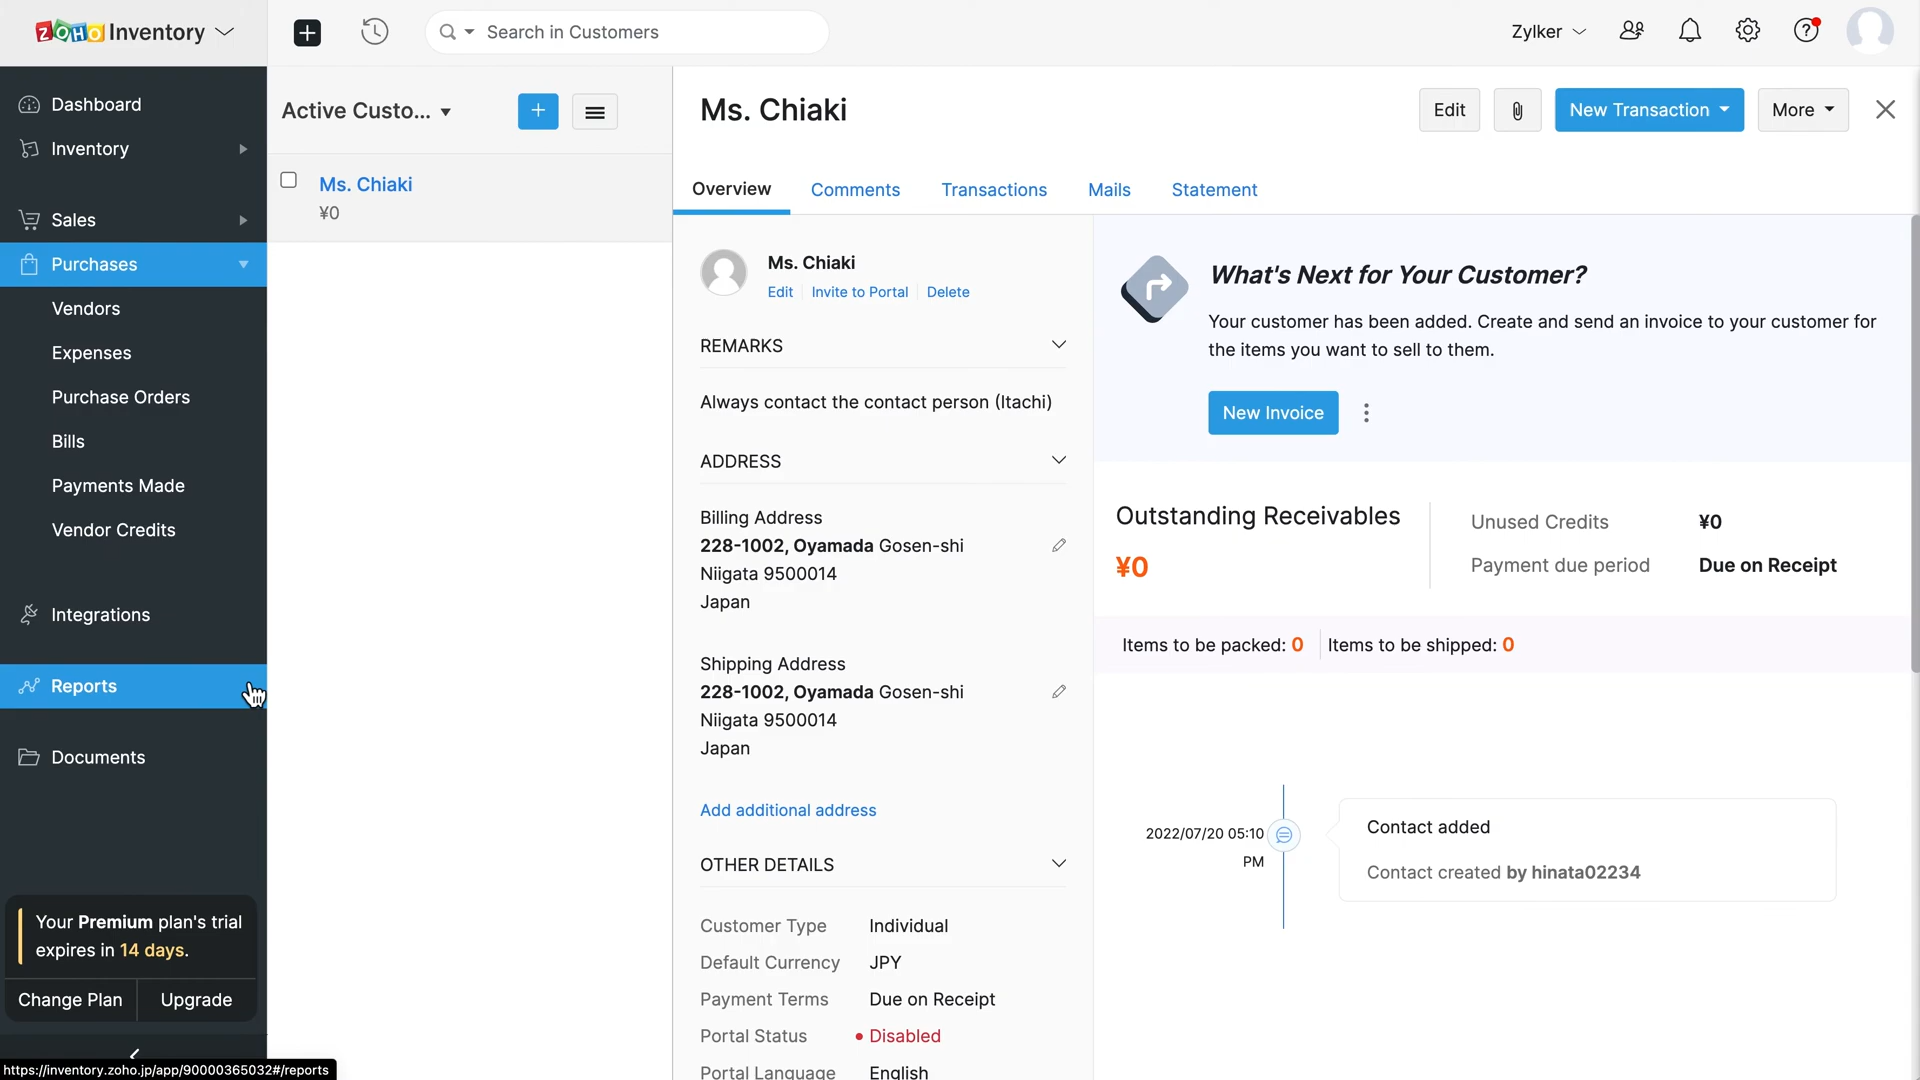 ZOHO Inventory
Search in Customers
Zylker
Dashboard
Inventory
Sales
Purchases
Vendors
Expenses
Purchase Orders
Bills
Payments Made
Vendor Credits
Integrations
Reports
Documents
Your Premium plan's trial
expires in 14 days.
Change Plan
Upgrade
https://inventory.zoho.jp/app/90000365032#/reports
Active Custo...
Ms. Chiaki
¥0
Ms. Chiaki
Edit
New Transaction
More
Overview
Comments
Transactions
Mails
Statement
Ms. Chiaki
Edit
Invite to Portal
Delete
REMARKS
Always contact the contact person (Itachi)
ADDRESS
Billing Address
228-1002, Oyamada Gosen-shi
Niigata 9500014
Japan
Shipping Address
228-1002, Oyamada Gosen-shi
Niigata 9500014
Japan
Add additional address
OTHER DETAILS
Customer Type Individual
Default Currency JPY
Payment Terms Due on Receipt
Portal Status Disabled
Portal Language English
What's Next for Your Customer?
Your customer has been added. Create and send an invoice to your customer for
the items you want to sell to them.
New Invoice
Outstanding Receivables
¥0
Unused Credits ¥0
Payment due period Due on Receipt
Items to be packed: 0
Items to be shipped: 0
2022/07/20 05:10
PM
Contact added
Contact created by hinata02234